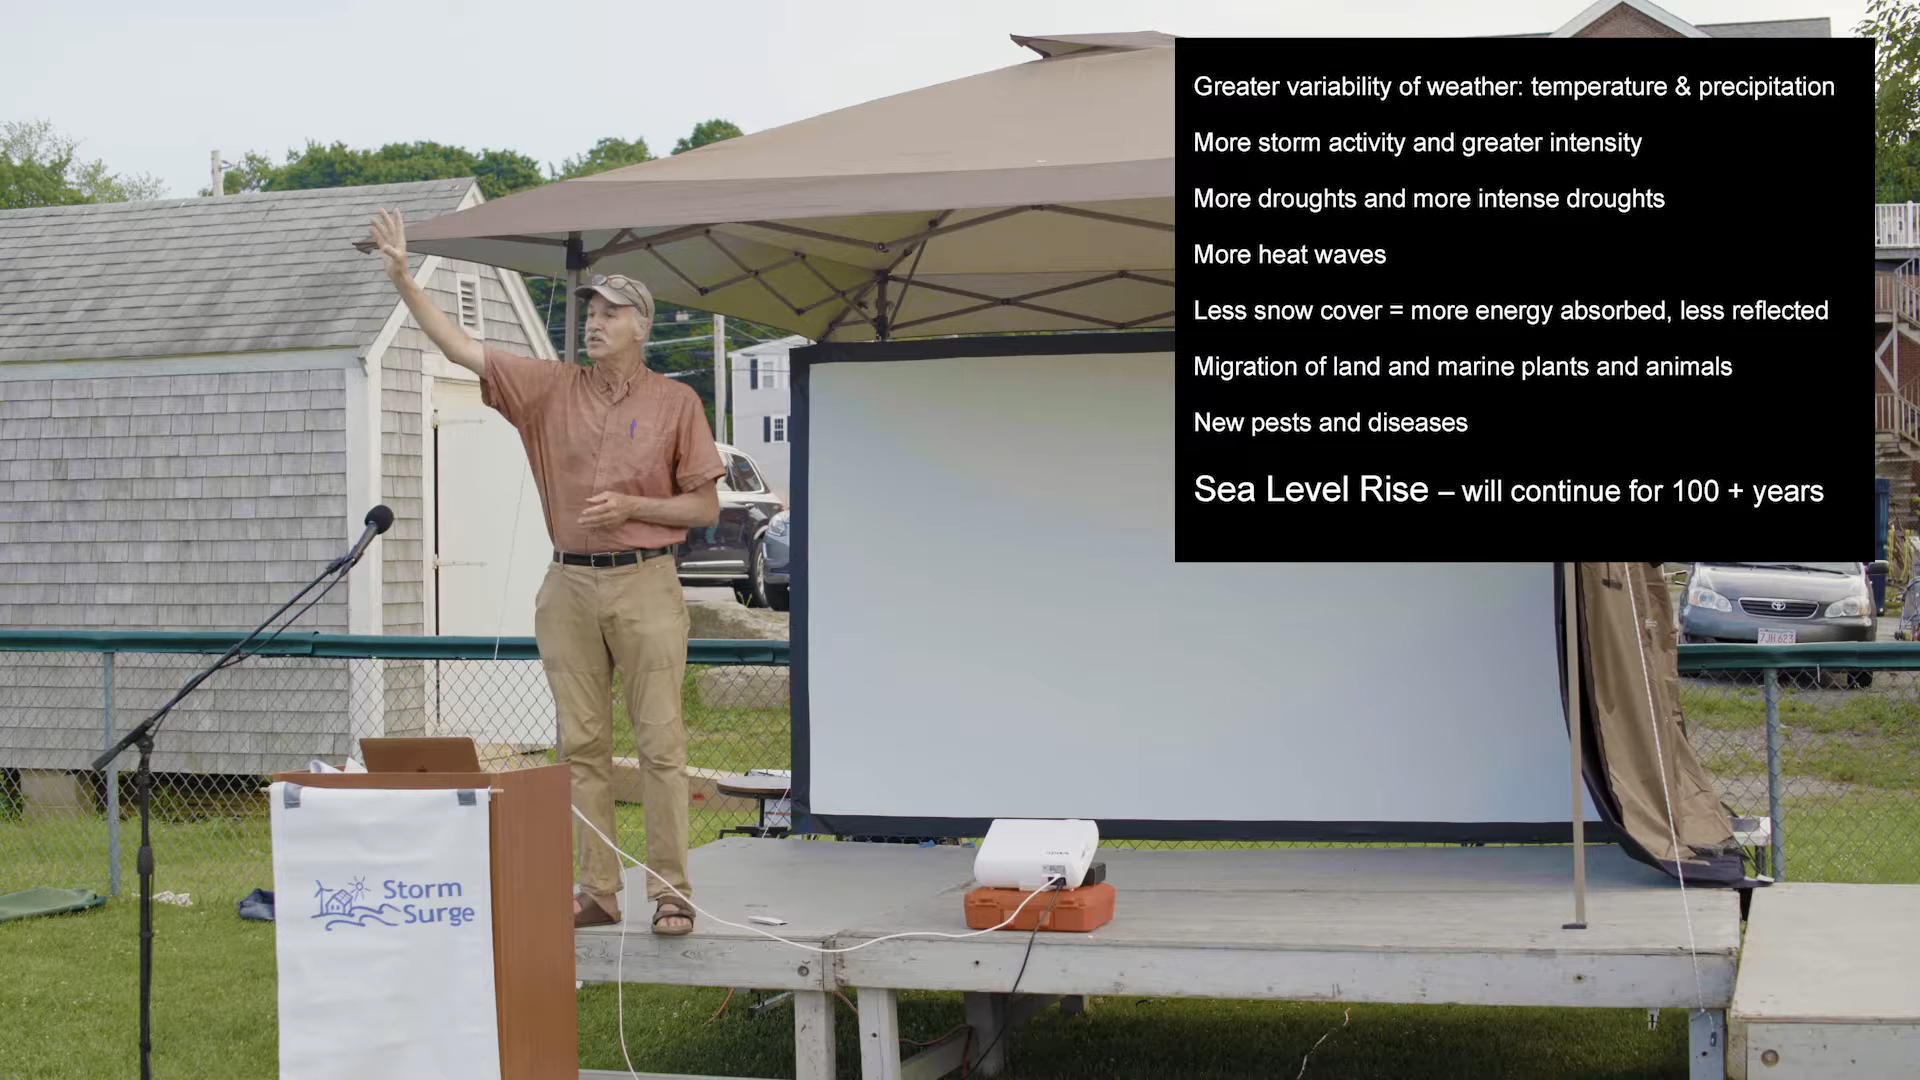 Greater variability of weather: temperature & precipitation
More storm activity and greater intensity
More droughts and more intense droughts
More heat waves
Less snow cover = more energy absorbed, less reflected
Migration of land and marine plants and animals
New pests and diseases
Sea Level Rise – will continue for 100 + years
7JH 623
Storm
Surge